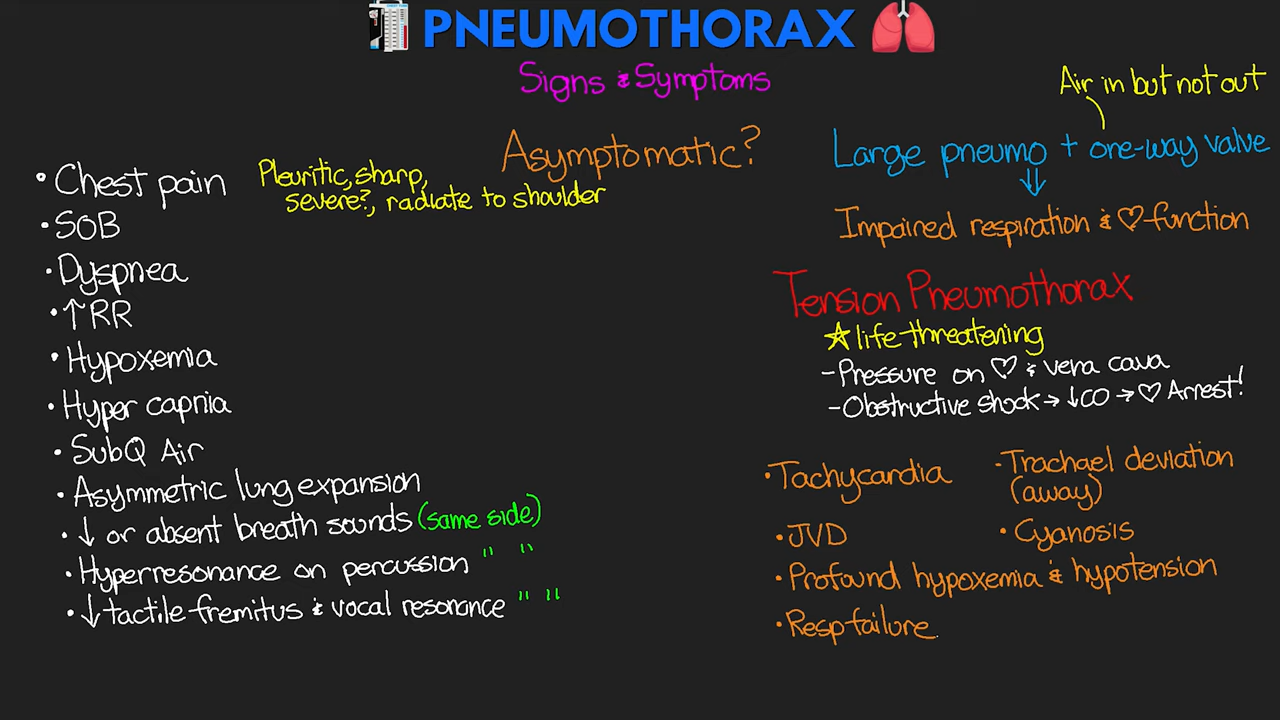 PNEUMOTHORAX
Signs & Symptoms
Asymptomatic?
• Chest pain
Pleuritic, sharp,
severe?, radiate to shoulder
• SOB
• Dyspnea
• ↑RR
• Hypoxemia
• Hyper capnia
• SubQ Air
• Asymmetric lung expansion
• ↓ or absent breath sounds (same side)
• Hyperresonance on percussion " "
• ↓ tactile fremitus & vocal resonance " "
Air in but not out
Large pneumo + one-way valve
⇓
Impaired respiration & ♡ function
Tension Pneumothorax
☆ life-threatening
- Pressure on ♡ & vena cava
- Obstructive shock → ↓CO → ♡ Arrest!
• Tachycardia
• Trachael deviation
(away)
• JVD
• Cyanosis
• Profound hypoxemia & hypotension
• Resp failure